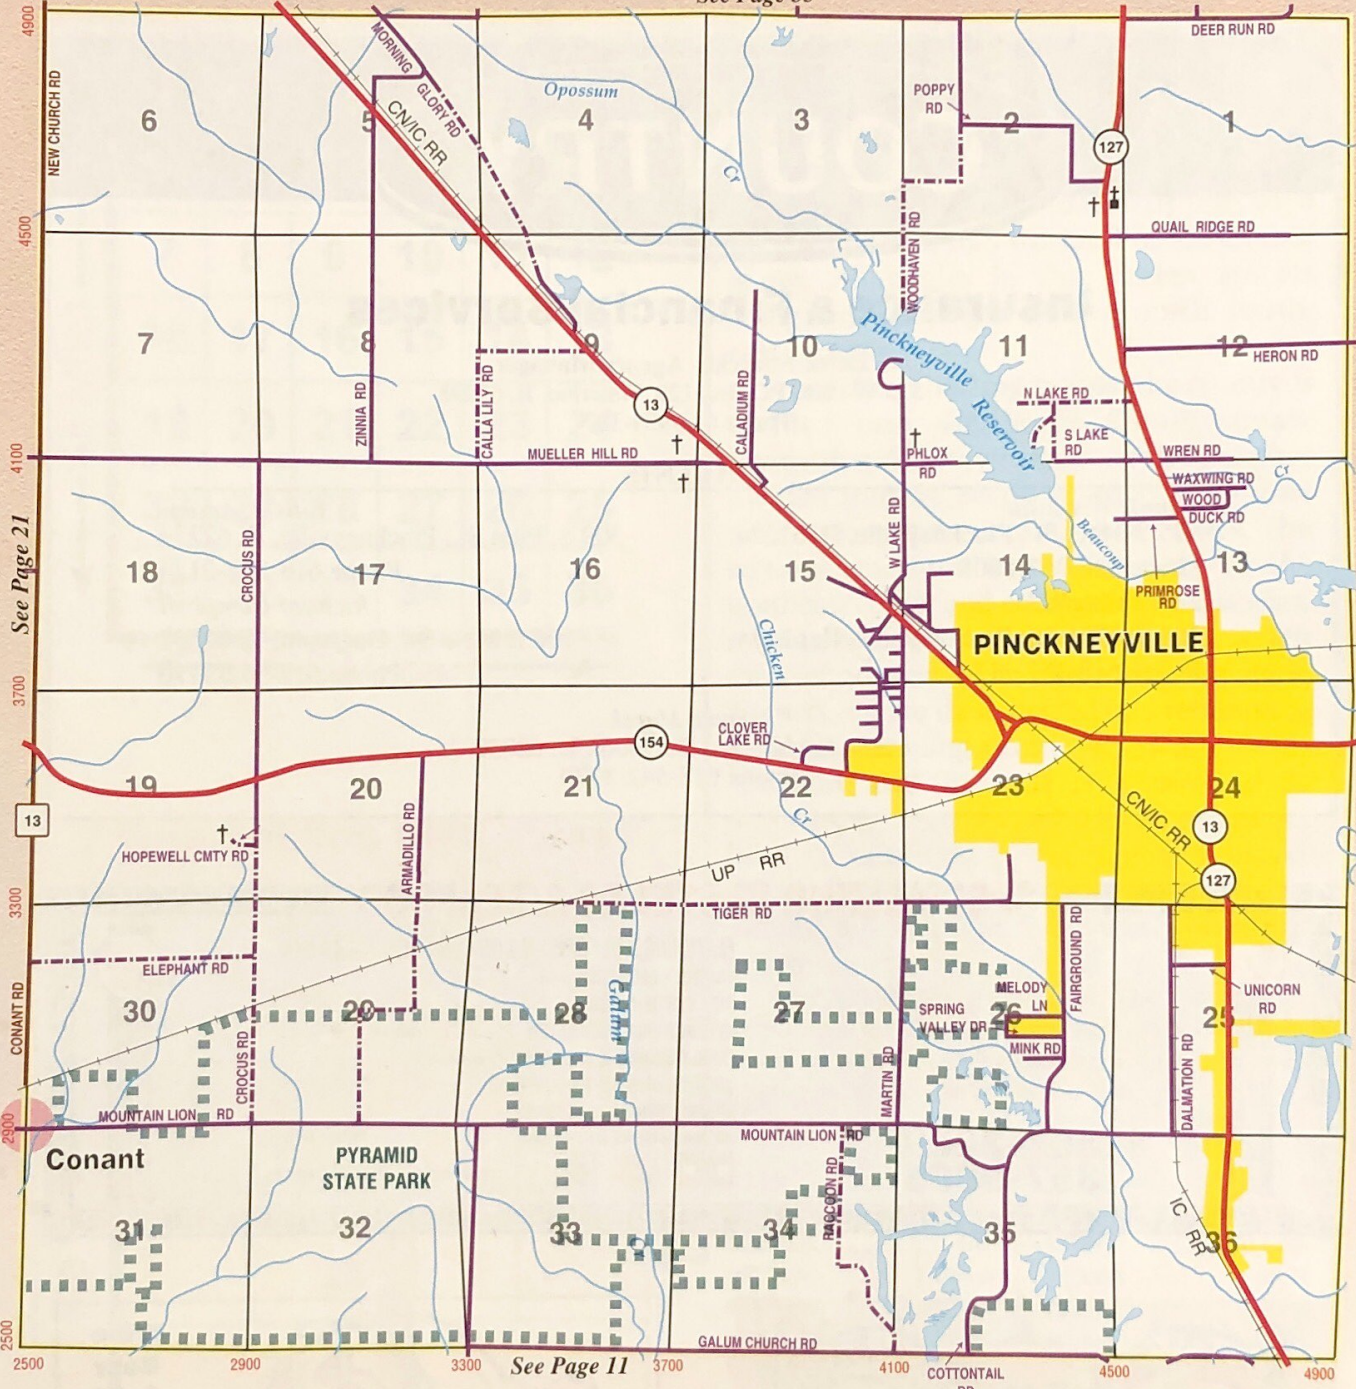 4900
DEER RUN RD
MORNING
GLORY RD
NEW CHURCH RD
Opossum
Cr
POPPY
RD
6
5
4
3
2
1
CN/IC RR
127
4500
QUAIL RIDGE RD
WOODHAVEN RD
Pinckneyville
Reservoir
7
8
9
10
11
12
HERON RD
ZINNIA RD
CALLA LILY RD
13
CALADIUM RD
N LAKE RD
S LAKE
RD
4100
MUELLER HILL RD
PHLOX
RD
WREN RD
WAXWING RD
Cr
WOOD
DUCK RD
See Page 21
CROCUS RD
W LAKE RD
Beaucoup
18
17
16
15
14
13
PRIMROSE
RD
Chicken
PINCKNEYVILLE
3700
CLOVER
LAKE RD
154
19
20
21
22
23
24
13
Cr
CN/IC RR
13
HOPEWELL CMTY RD
ARMADILLO RD
UP RR
127
3300
TIGER RD
FAIRGROUND RD
ELEPHANT RD
CONANT RD
Galum
MELODY
LN
UNICORN
RD
30
29
28
27
26
25
SPRING
VALLEY DR
MINK RD
CROCUS RD
MARTIN RD
DALMATION RD
2900
MOUNTAIN LION RD
MOUNTAIN LION RD
Conant
PYRAMID
STATE PARK
RACCOON RD
IC RR
31
32
33
34
35
36
Cr
2500
GALUM CHURCH RD
2500
2900
3300
See Page 11
3700
4100
COTTONTAIL
4500
4900